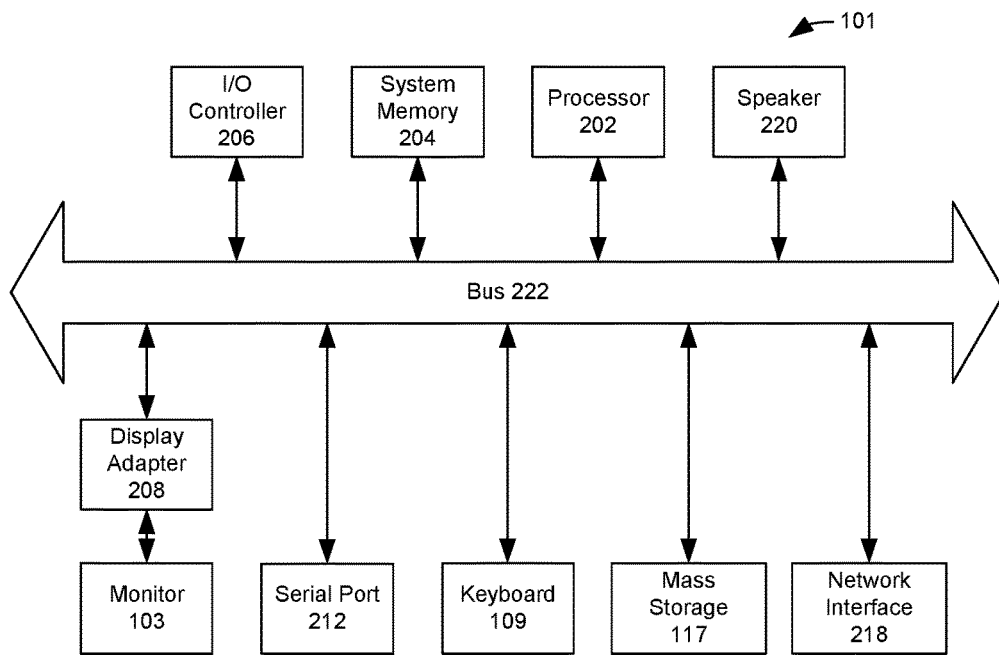 101
I/O
Controller
206
System
Memory
204
Processor
202
Speaker
220
Bus 222
Display
Adapter
208
Monitor
103
Serial Port
212
Keyboard
109
Mass
Storage
117
Network
Interface
218